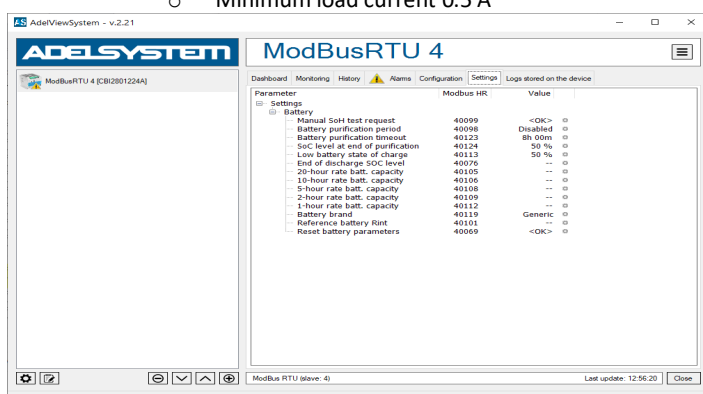 o Minimum load current 0.5 A
AS AdelViewSystem - v.2.21
ADELSYSTEM
ModBusRTU 4
ModBusRTU 4 [CBI2801224A]
Dashboard Monitoring History Alarms Configuration Settings Logs stored on the device
Parameter Modbus HR Value
Settings
Battery
Manual SoH test request 40099 <OK>
Battery purification period 40098 Disabled
Battery purification timeout 40123 8h 00m
SoC level at end of purification 40124 50 %
Low battery state of charge 40113 50 %
End of discharge SOC level 40076 --
20-hour rate batt. capacity 40105 --
10-hour rate batt. capacity 40106 --
5-hour rate batt. capacity 40108 --
2-hour rate batt. capacity 40109 --
1-hour rate batt. capacity 40112 --
Battery brand 40119 Generic
Reference battery Rint 40101 --
Reset battery parameters 40069 <OK>
ModBus RTU (slave: 4) Last update: 12:56:20 Close